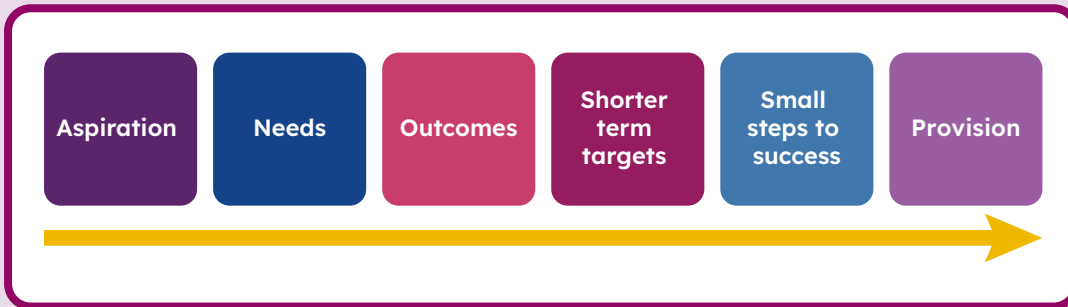 Aspiration
Needs
Outcomes
Shorter
term
targets
Small
steps to
success
Provision